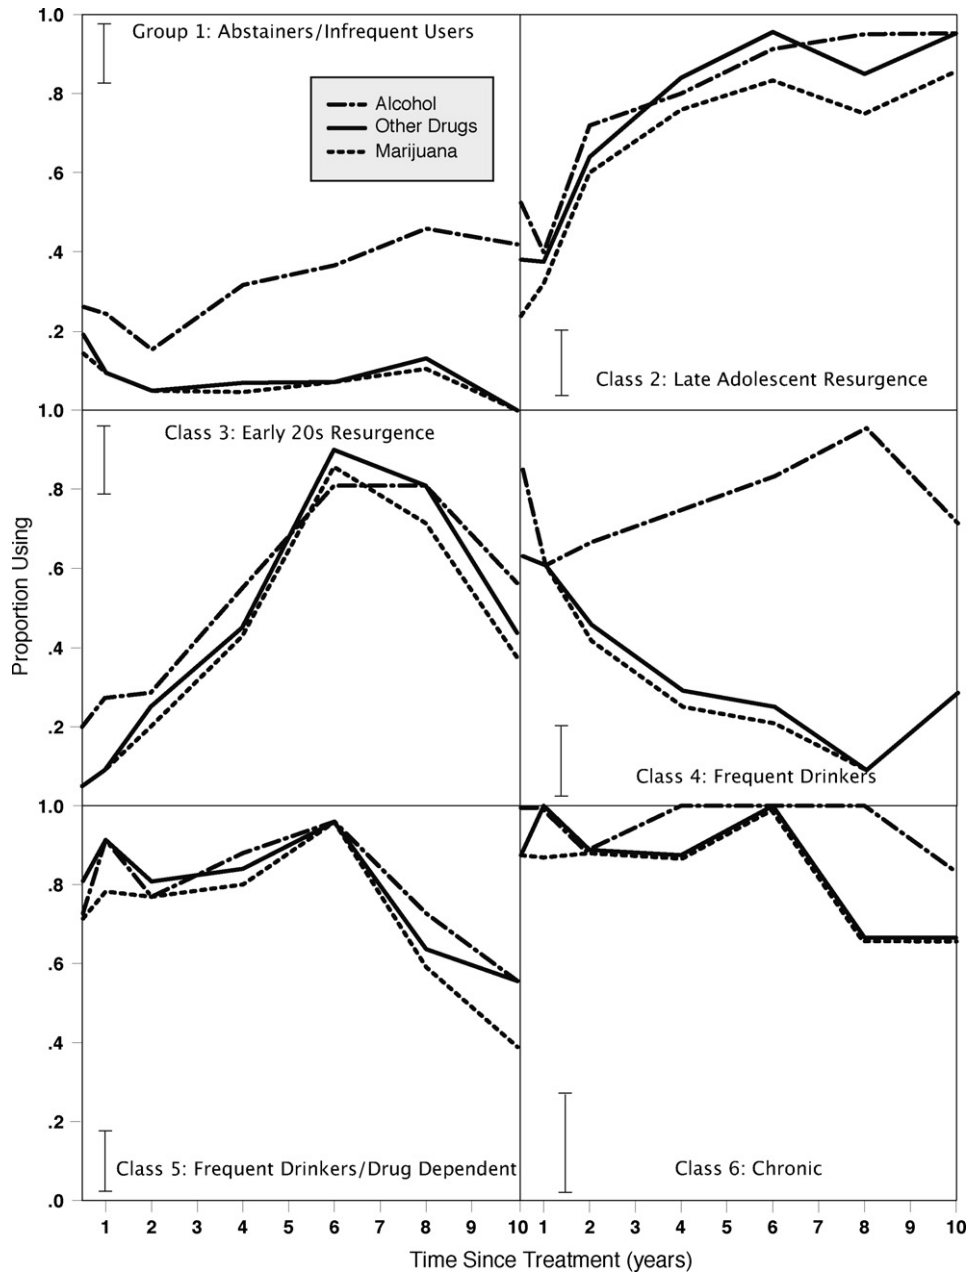 1.0
Group 1: Abstainers/Infrequent Users
.8
Alcohol
Other Drugs
Marijuana
.6
.4
.2
Class 2: Late Adolescent Resurgence
1.0
Class 3: Early 20s Resurgence
.8
.6
.4
.2
Class 4: Frequent Drinkers
Proportion Using
1.0
.8
.6
.4
.2
Class 5: Frequent Drinkers/Drug Dependent
Class 6: Chronic
.0
1 2 3 4 5 6 7 8 9 10 1 2 3 4 5 6 7 8 9 10
Time Since Treatment (years)